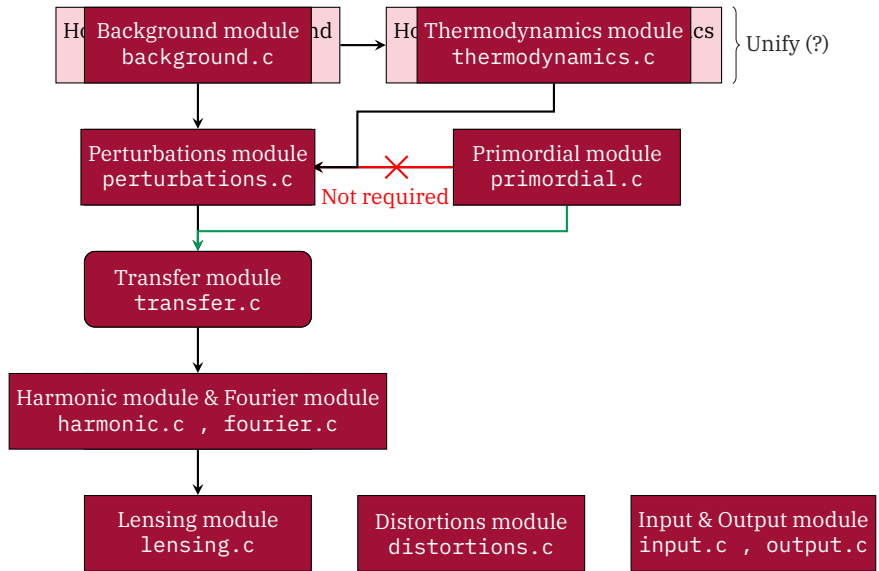 Background module
background.c
Thermodynamics module
thermodynamics.c
Unify (?)
Perturbations module
perturbations.c
Primordial module
primordial.c
Not required
Transfer module
transfer.c
Harmonic module & Fourier module
harmonic.c , fourier.c
Lensing module
lensing.c
Distortions module
distortions.c
Input & Output module
input.c , output.c